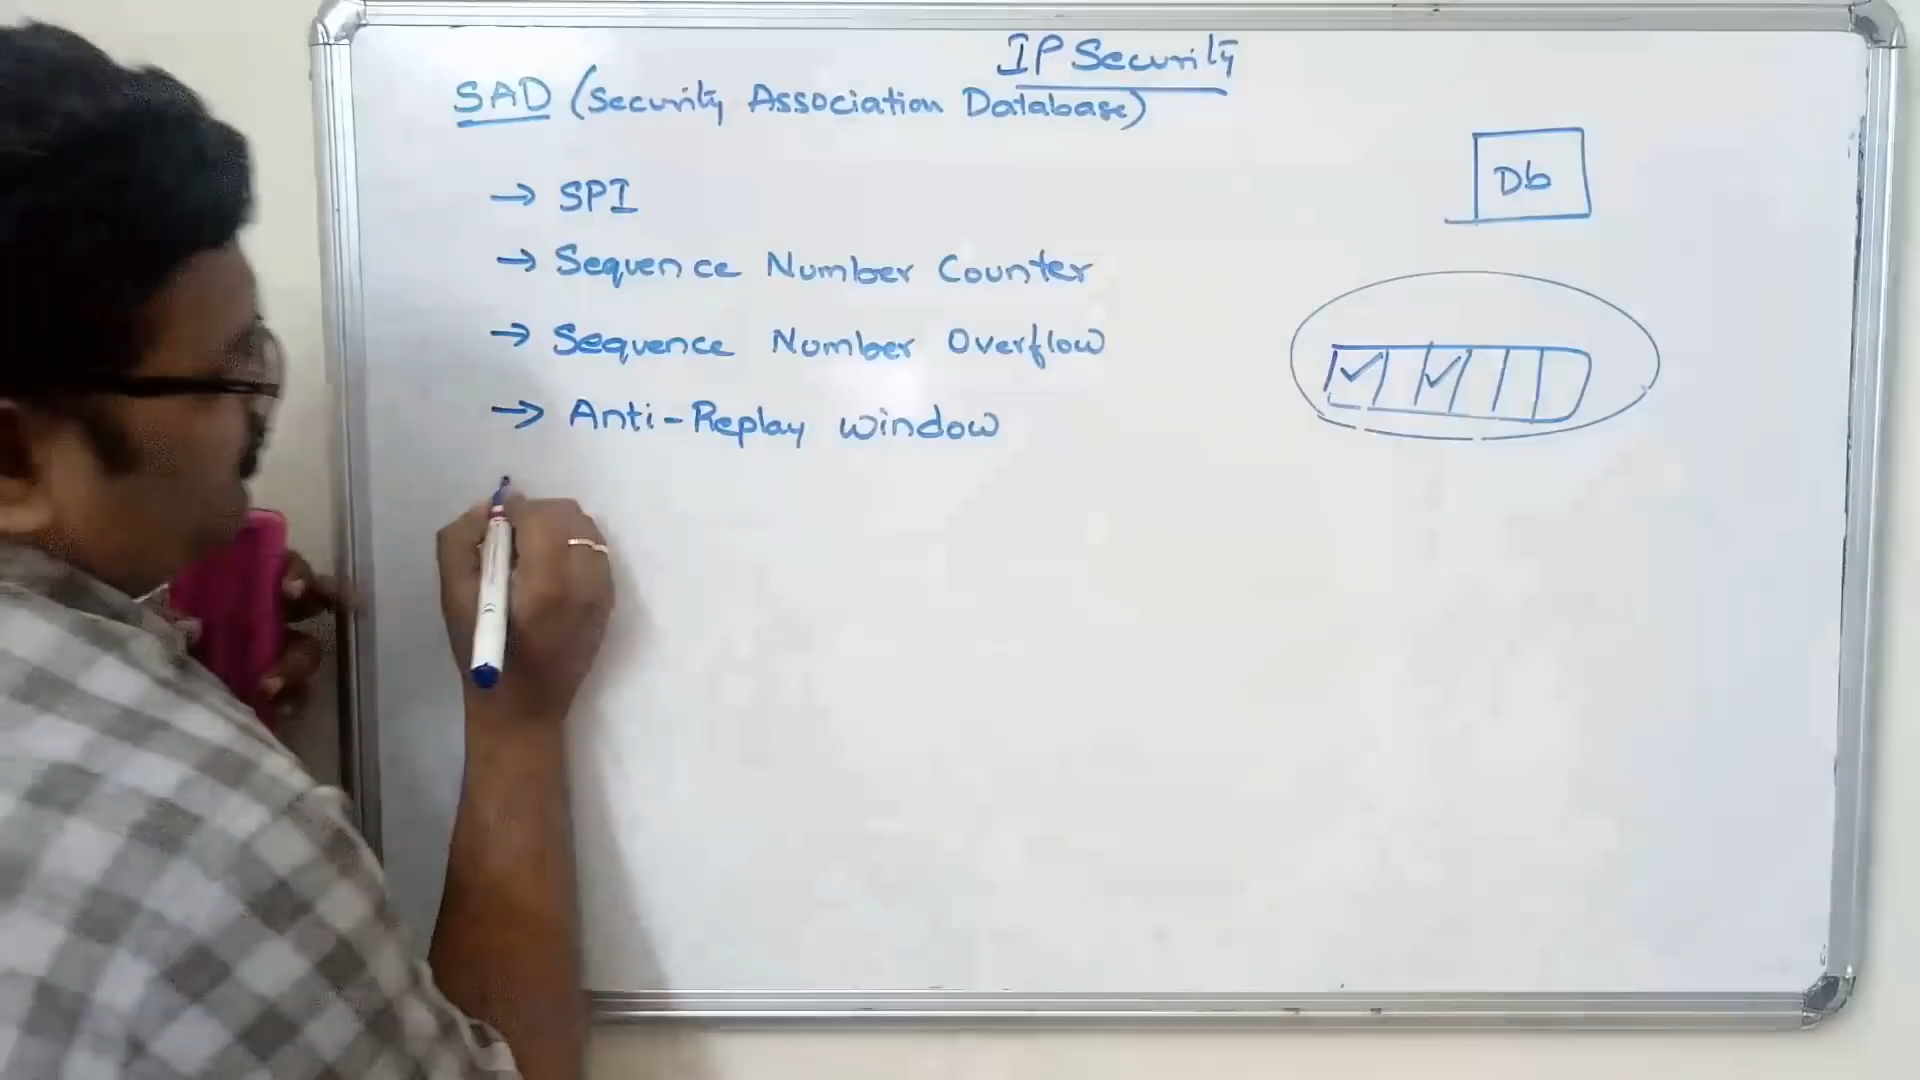 IP Security
SAD (Security Association Database)
Db
→ SPI
→ Sequence Number Counter
→ Sequence Number Overflow
→ Anti-Replay window